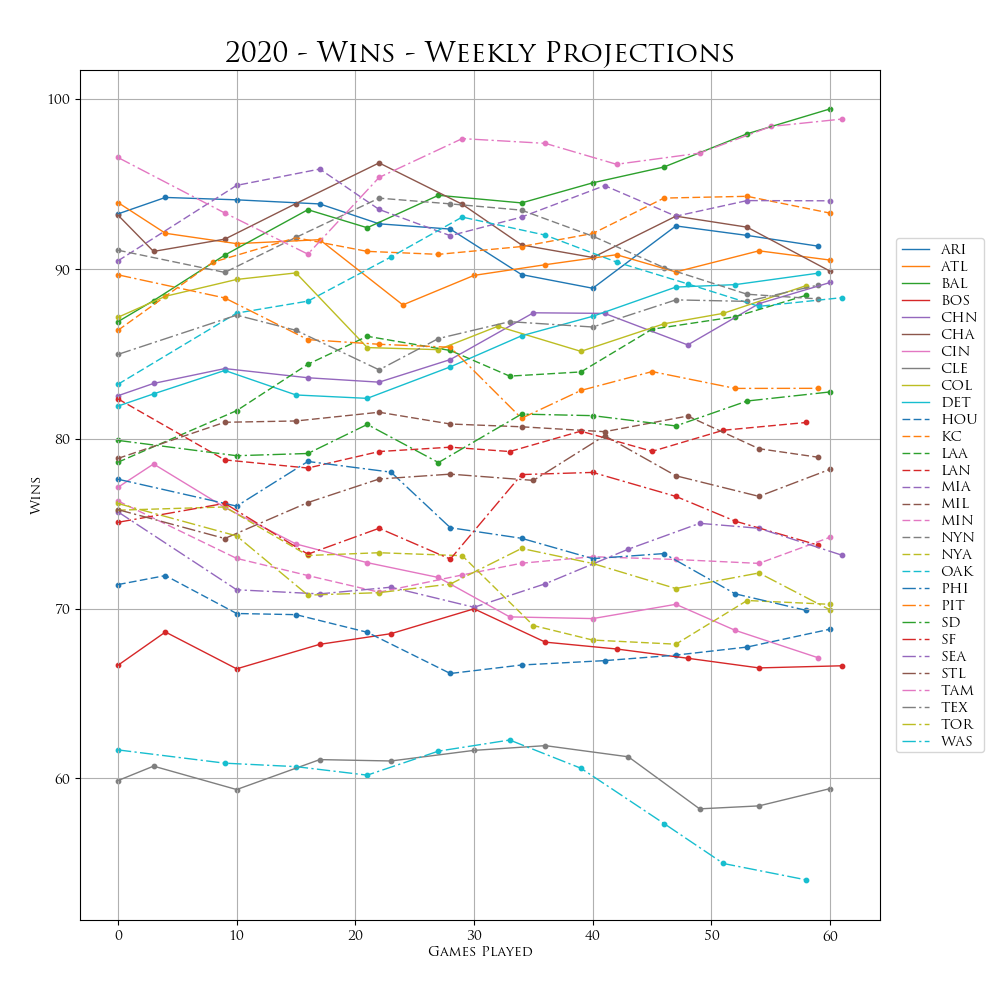 2020 - Wins - Weekly Projections
100
90
80
70
60
Wins
0 10 20 30 40 50 60
Games Played
ARI
ATL
BAL
BOS
CHN
CHA
CIN
CLE
COL
DET
HOU
KC
LAA
LAN
MIA
MIL
MIN
NYN
NYA
OAK
PHI
PIT
SD
SF
SEA
STL
TAM
TEX
TOR
WAS